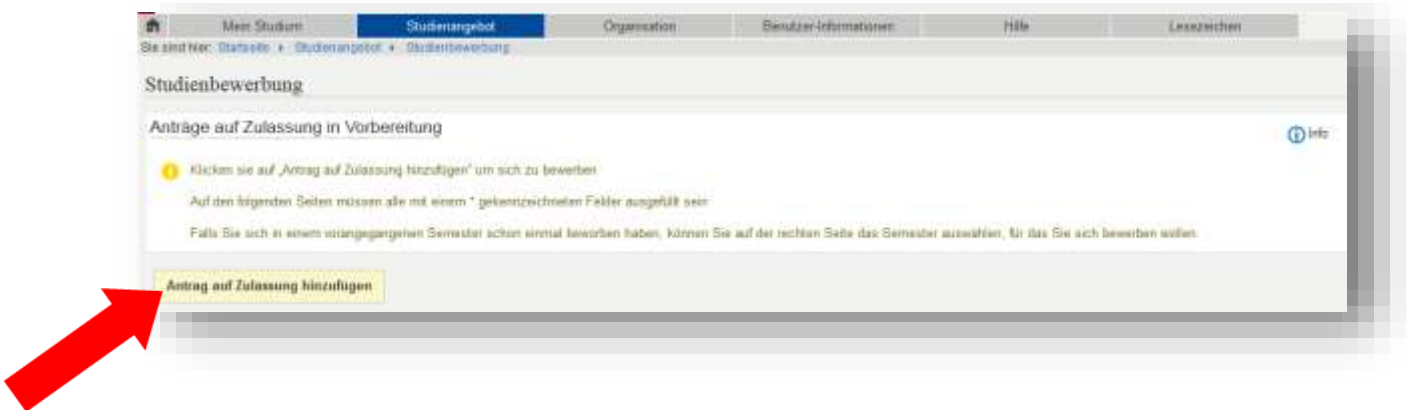 Mein Studium Studienangebot Organisation Benutzer-Informationen Hilfe Lesezeichen
Sie sind hier: Startseite Studienangebot Studienbewerbung
Studienbewerbung
Anträge auf Zulassung in Vorbereitung
Info
Klicken sie auf „Antrag auf Zulassung hinzufügen" um sich zu bewerben
Auf den folgenden Seiten müssen alle mit einem * gekennzeichneten Felder ausgefüllt sein
Falls Sie sich in einem vorangegangenen Semester schon einmal beworben haben, können Sie auf der rechten Seite das Semester auswählen, für das Sie sich bewerben wollen.
Antrag auf Zulassung hinzufügen